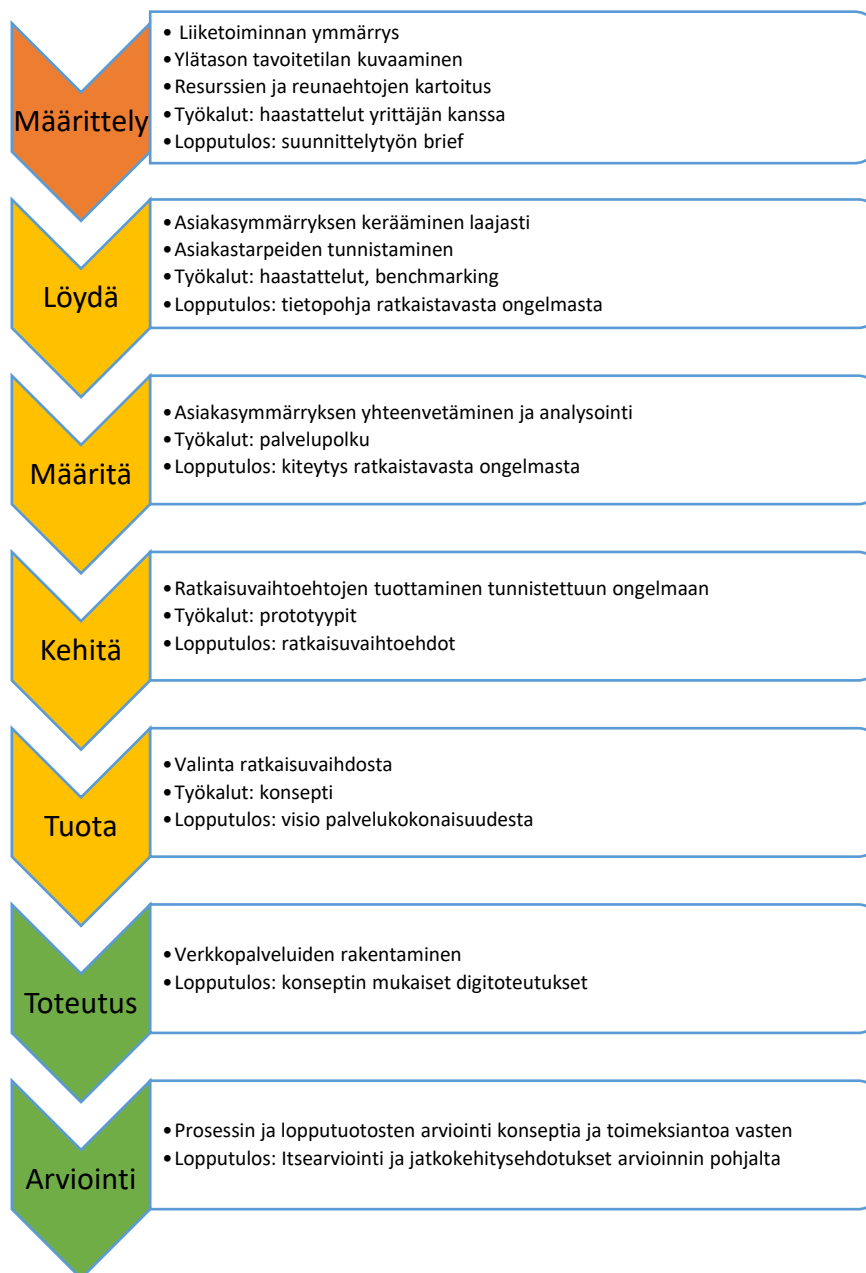 Määrittely
• Liiketoiminnan ymmärrys
•Ylätason tavoitetilan kuvaaminen
•Resurssien ja reunaehtojen kartoitus
•Työkalut: haastattelut yrittäjän kanssa
•Lopputulos: suunnittelytyön brief
Löydä
•Asiakasymmärryksen kerääminen laajasti
•Asiakastarpeiden tunnistaminen
•Työkalut: haastattelut, benchmarking
•Lopputulos: tietopohja ratkaistavasta ongelmasta
Määritä
•Asiakasymmärryksen yhteenvetäminen ja analysointi
•Työkalut: palvelupolku
•Lopputulos: kiteytys ratkaistavasta ongelmasta
Kehitä
•Ratkaisuvaihtoehtojen tuottaminen tunnistettuun ongelmaan
•Työkalut: prototyypit
•Lopputulos: ratkaisuvaihtoehdot
Tuota
•Valinta ratkaisuvaihdosta
•Työkalut: konsepti
•Lopputulos: visio palvelukokonaisuudesta
Toteutus
•Verkkopalveluiden rakentaminen
•Lopputulos: konseptin mukaiset digitoteutukset
Arviointi
•Prosessin ja lopputuotosten arviointi konseptia ja toimeksiantoa vasten
•Lopputulos: Itsearviointi ja jatkokehitysehdotukset arvioinnin pohjalta